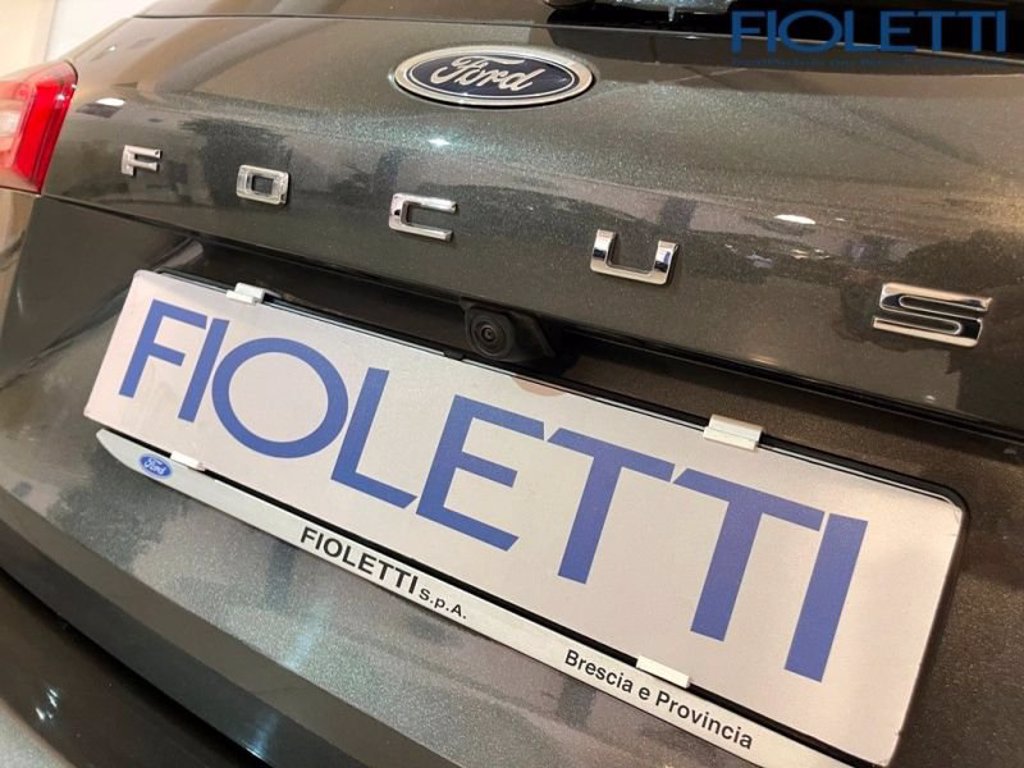 FIOLETTI
Ford
FOCUS
FIOLETTI
Ford
FIOLETTI S.p.A.
Brescia e Provincia